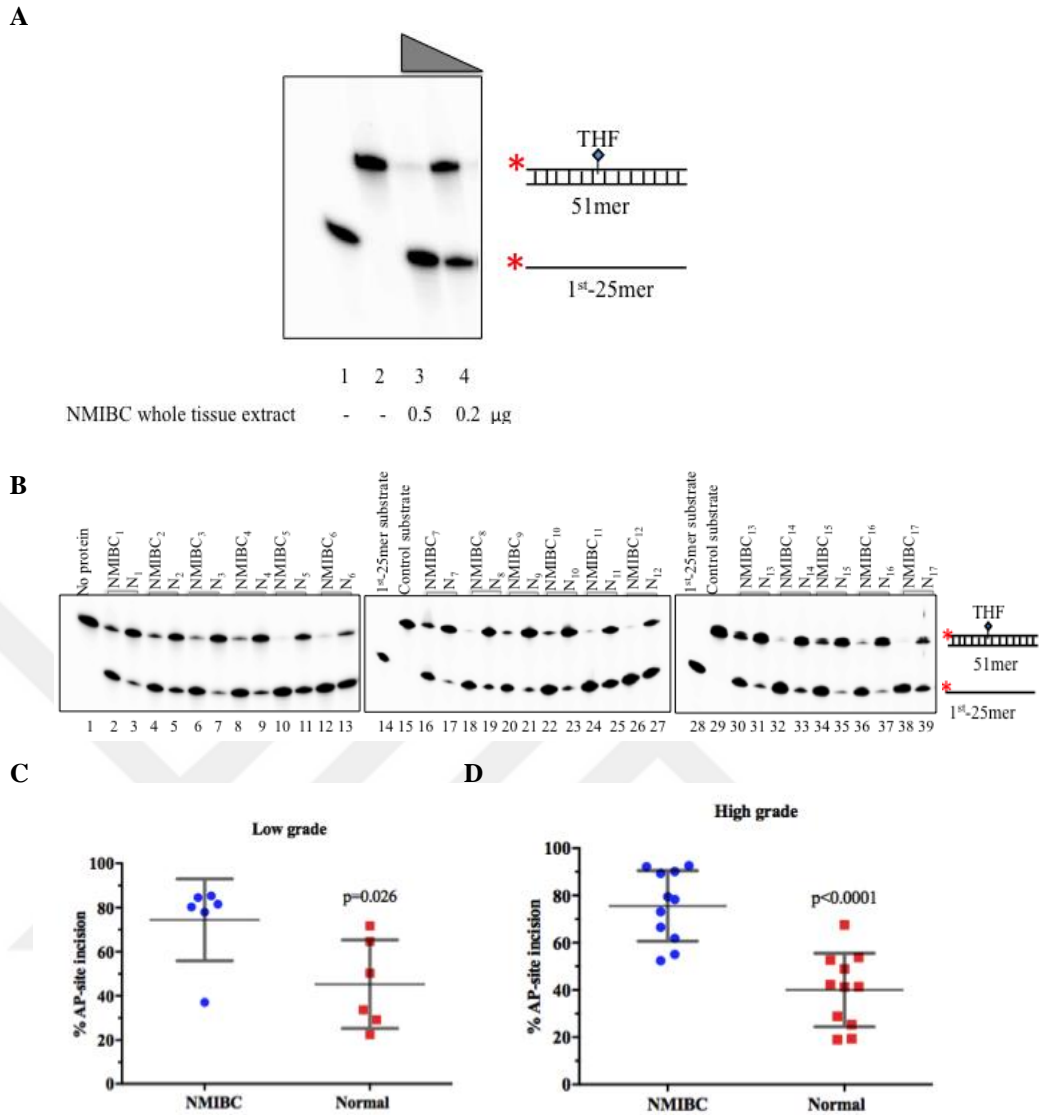 A
THF
*
51mer
*
1st-25mer
1 2 3 4
NMIBC whole tissue extract - - 0.5 0.2 µg
B
No protein
NMIBC1
N1
NMIBC2
N2
NMIBC3
N3
NMIBC4
N4
NMIBC5
N5
NMIBC6
N6
1st-25mer substrate
Control substrate
NMIBC7
N7
NMIBC8
N8
NMIBC9
N9
NMIBC10
N10
NMIBC11
N11
NMIBC12
N12
1st-25mer substrate
Control substrate
NMIBC13
N13
NMIBC14
N14
NMIBC15
N15
NMIBC16
N16
NMIBC17
N17
THF
*
51mer
*
1st-25mer
1 2 3 4 5 6 7 8 9 10 11 12 13 14 15 16 17 18 19 20 21 22 23 24 25 26 27 28 29 30 31 32 33 34 35 36 37 38 39
C
Low grade
% AP-site incision
100
80
60
40
20
0
p=0.026
NMIBC Normal
D
High grade
% AP-site incision
100
80
60
40
20
0
p<0.0001
NMIBC Normal